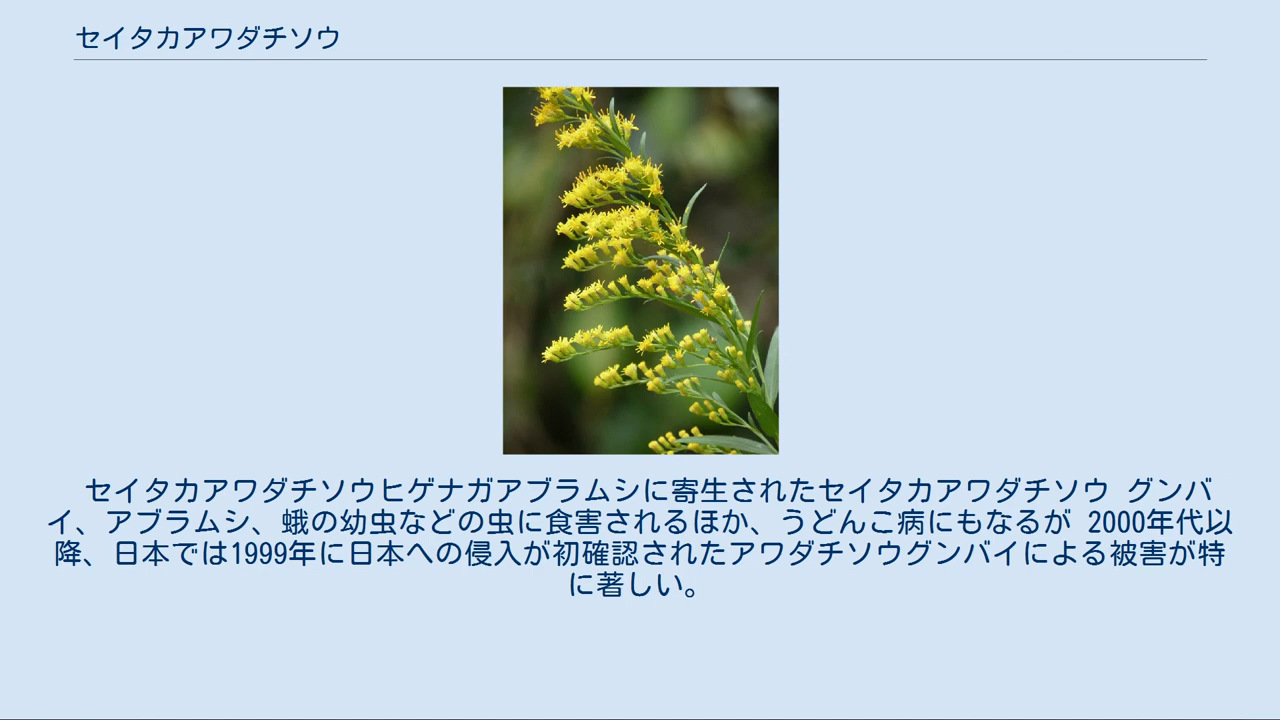 セイタカアワダチソウ
セイタカアワダチソウヒゲナガアブラムシに寄生されたセイタカアワダチソウ グンバ
イ、アブラムシ、蛾の幼虫などの虫に食害されるほか、うどんこ病にもなるが 2000年代以
降、日本では1999年に日本への侵入が初確認されたアワダチソウグンバイによる被害が特
に著しい。